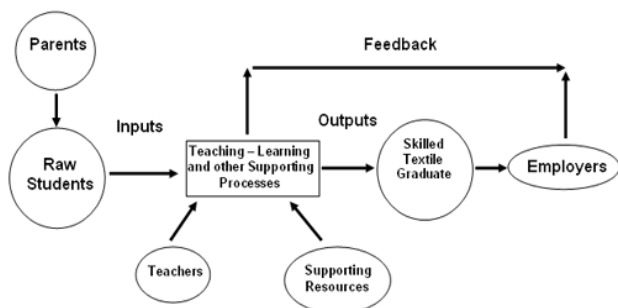 Parents
Feedback
Inputs
Outputs
Raw
Students
Teaching – Learning
and other Supporting
Processes
Skilled
Textile
Graduate
Employers
Teachers
Supporting
Resources